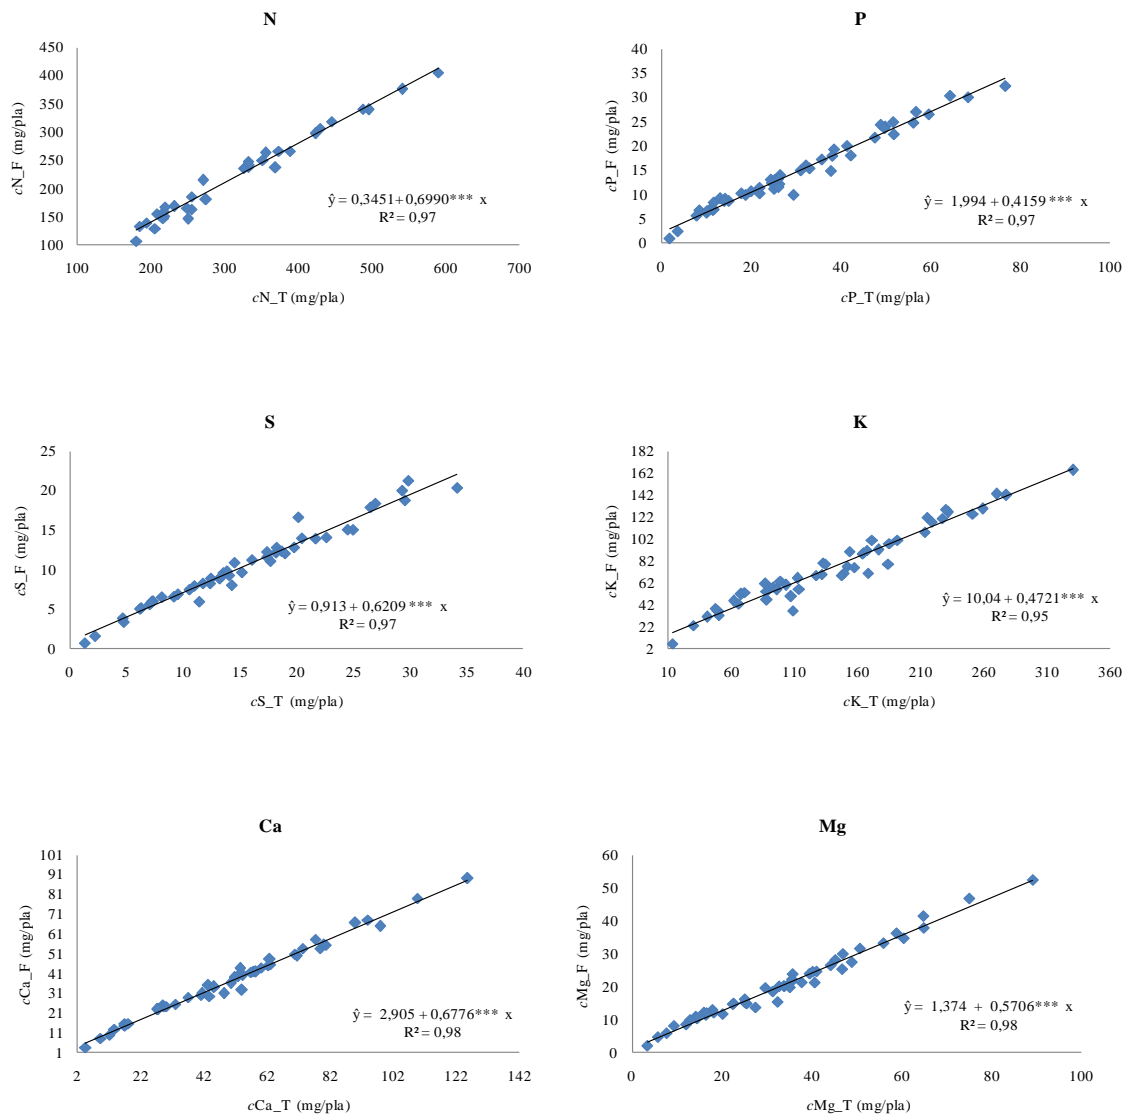 N
450
400
350
300
250
200
150
100
cN_F (mg/pla)
ŷ = 0,3451+0,6990*** x
R² = 0,97
100 200 300 400 500 600 700
cN_T (mg/pla)
P
40
35
30
25
20
15
10
5
0
cP_F (mg/pla)
ŷ = 1,994 + 0,4159 *** x
R² = 0,97
0 20 40 60 80 100
cP_T (mg/pla)
S
25
20
15
10
5
0
cS_F (mg/pla)
ŷ = 0,913 + 0,6209 *** x
R² = 0,97
0 5 10 15 20 25 30 35 40
cS_T (mg/pla)
K
182
162
142
122
102
82
62
42
22
2
cK_F (mg/pla)
ŷ = 10,04 + 0,4721*** x
R² = 0,95
10 60 110 160 210 260 310 360
cK_T (mg/pla)
Ca
101
91
81
71
61
51
41
31
21
11
1
cCa_F (mg/pla)
ŷ = 2,905 + 0,6776*** x
R² = 0,98
2 22 42 62 82 102 122 142
cCa_T (mg/pla)
Mg
60
50
40
30
20
10
0
cMg_F (mg/pla)
ŷ = 1,374 + 0,5706*** x
R² = 0,98
0 20 40 60 80 100
cMg_T (mg/pla)